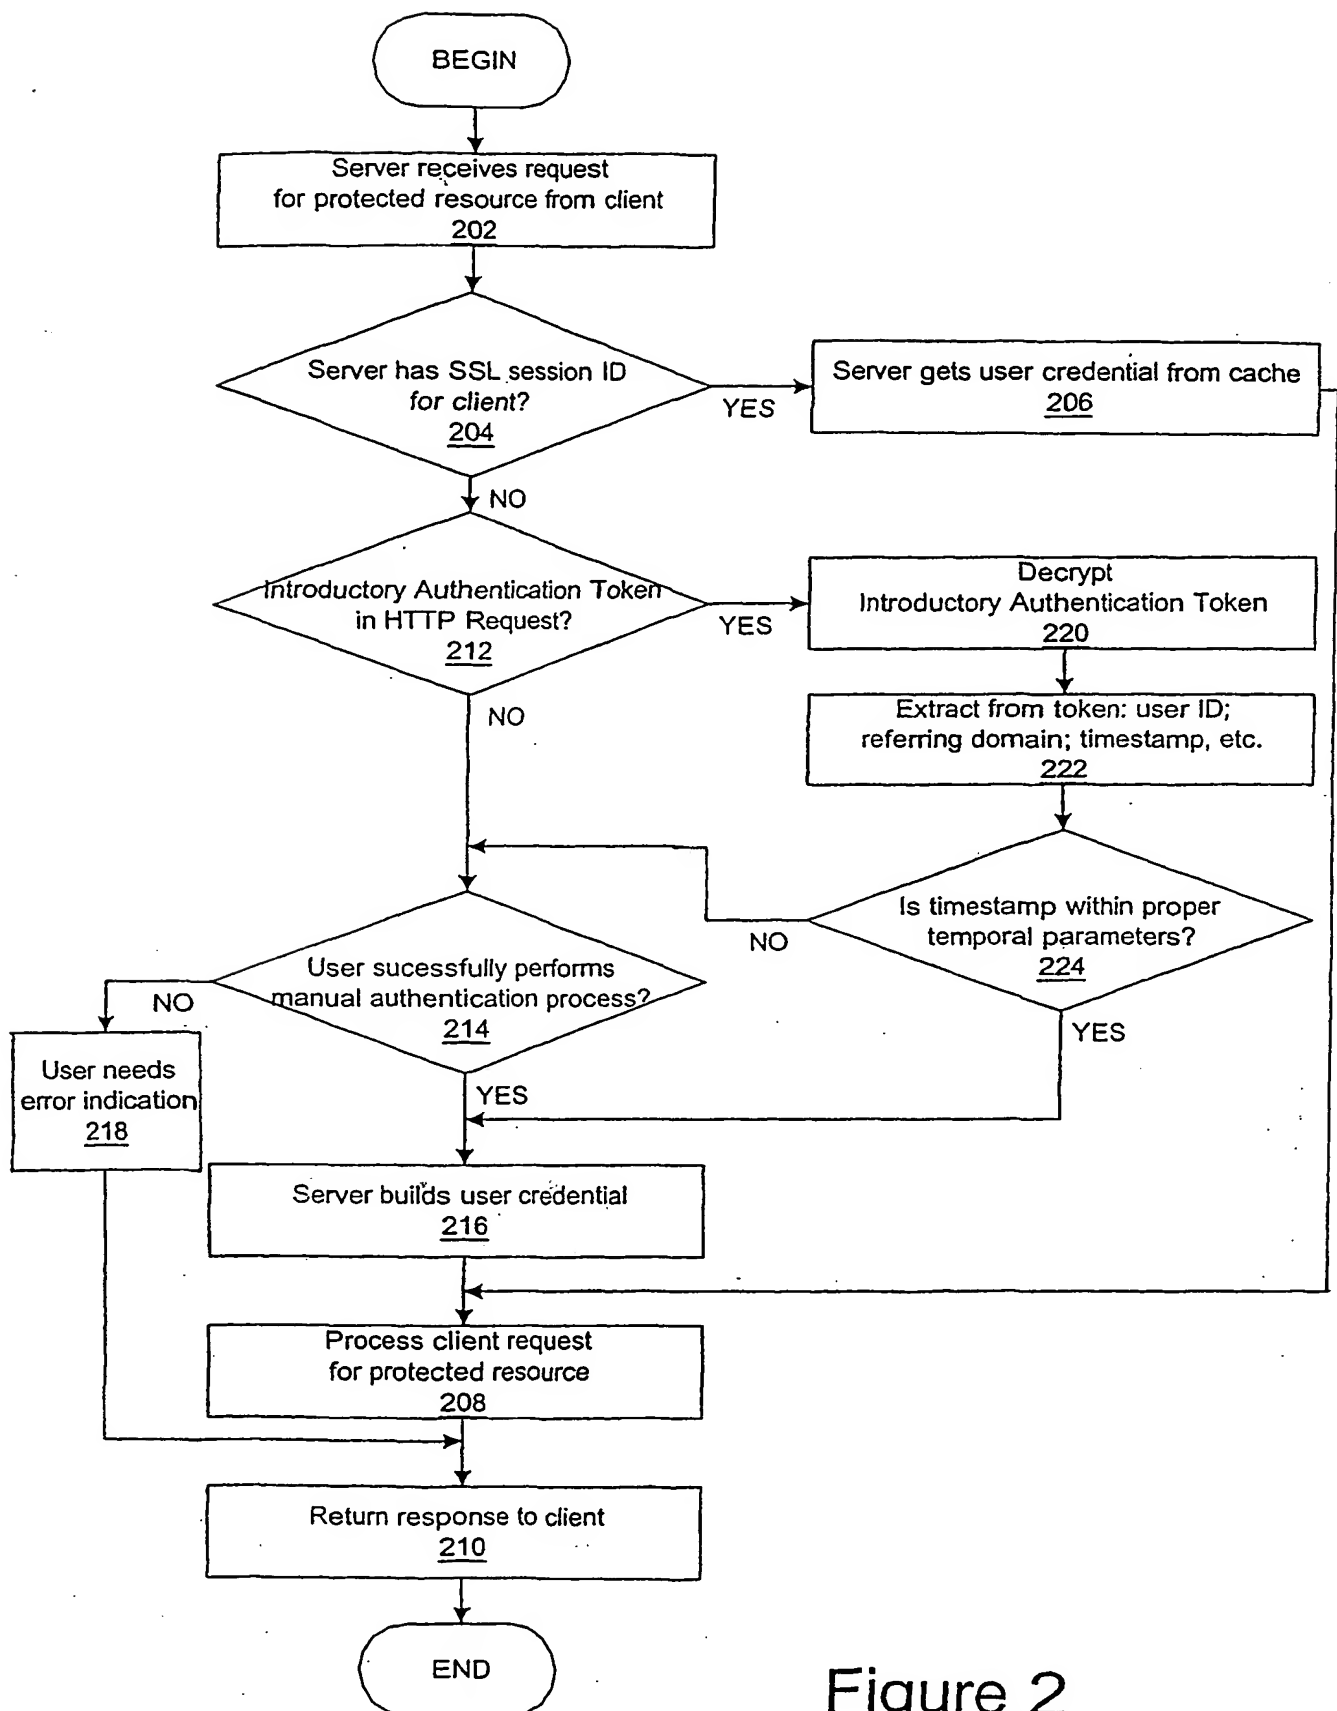 BEGIN
Server receives request
for protected resource from client
202
Server has SSL session ID
for client?
204
YES
Server gets user credential from cache
206
NO
Introductory Authentication Token
in HTTP Request?
212
YES
Decrypt
Introductory Authentication Token
220
NO
Extract from token: user ID;
referring domain; timestamp, etc.
222
Is timestamp within proper
temporal parameters?
224
NO
YES
User sucessfully performs
manual authentication process?
214
NO
YES
User needs
error indication
218
Server builds user credential
216
Process client request
for protected resource
208
Return response to client
210
END
Figure 2